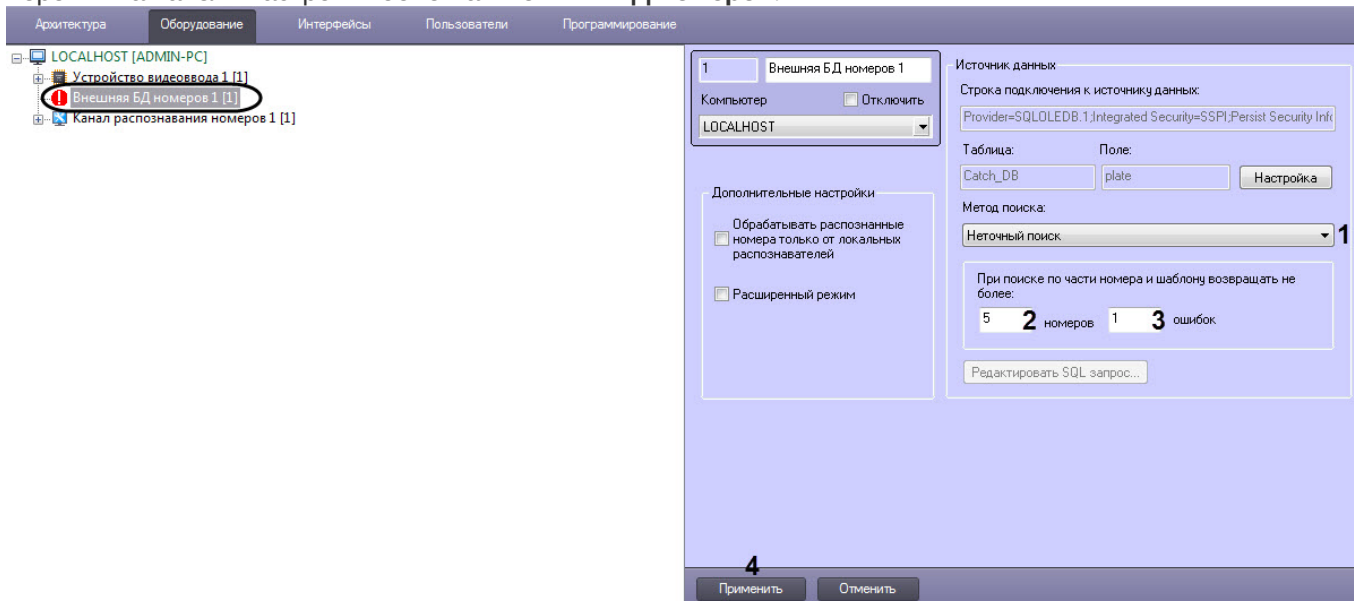 Архитектура Оборудование Интерфейсы Пользователи Программирование
LOCALHOST [ADMIN-PC]
Устройство видеоввода 1 [1]
Внешняя БД номеров 1 [1]
Канал распознавания номеров 1 [1]
1 Внешняя БД номеров 1
Компьютер Отключить
LOCALHOST
Дополнительные настройки
Обрабатывать распознанные
номера только от локальных
распознавателей
Расширенный режим
Источник данных
Строка подключения к источнику данных:
Provider=SQLOLEDB.1;Integrated Security=SSPI;Persist Security Info
Таблица: Поле:
Catch_DB plate Настройка
Метод поиска:
Неточный поиск 1
При поиске по части номера и шаблону возвращать не
более:
5 2 номеров 1 3 ошибок
Редактировать SQL запрос...
4
Применить Отменить